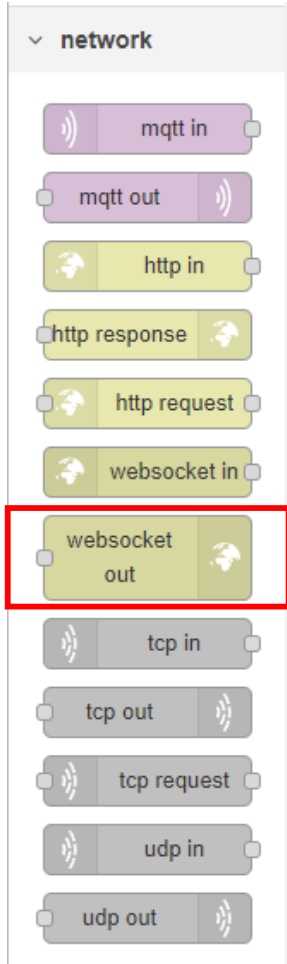 network
mqtt in
mqtt out
http in
http response
http request
websocket in
websocket
out
tcp in
tcp out
tcp request
udp in
udp out